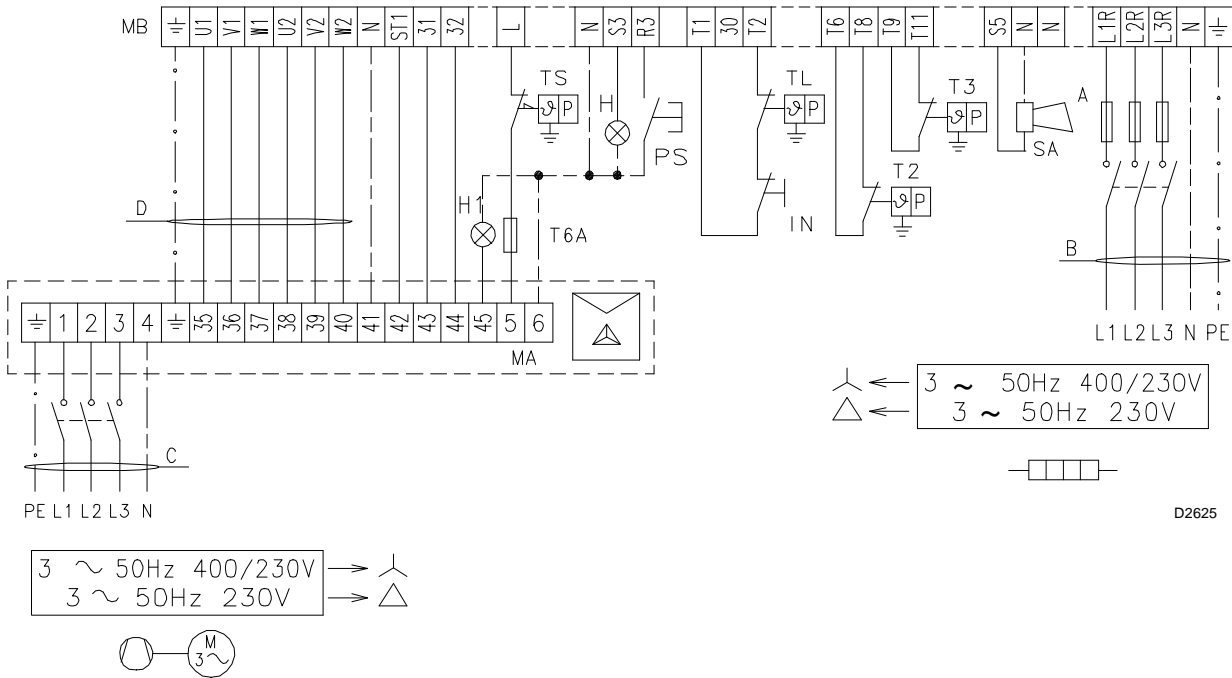 MB U1 V1 W1 U2 V2 W2 N ST1 31 32 L N S3 R3 T1 30 T2 T6 T8 T9 T11 S5 N N L1R L2R L3R N
TS
ϑ P
H
PS
TL
ϑ P
T3
ϑ P
A
SA
T2
ϑ P
D
H1
T6A
IN
B
1 2 3 4 35 36 37 38 39 40 41 42 43 44 45 5 6
MA
L1 L2 L3 N PE
3 ~ 50Hz 400/230V
3 ~ 50Hz 230V
C
PE L1 L2 L3 N
D2625
3 ~ 50Hz 400/230V
3 ~ 50Hz 230V
M
3 ~